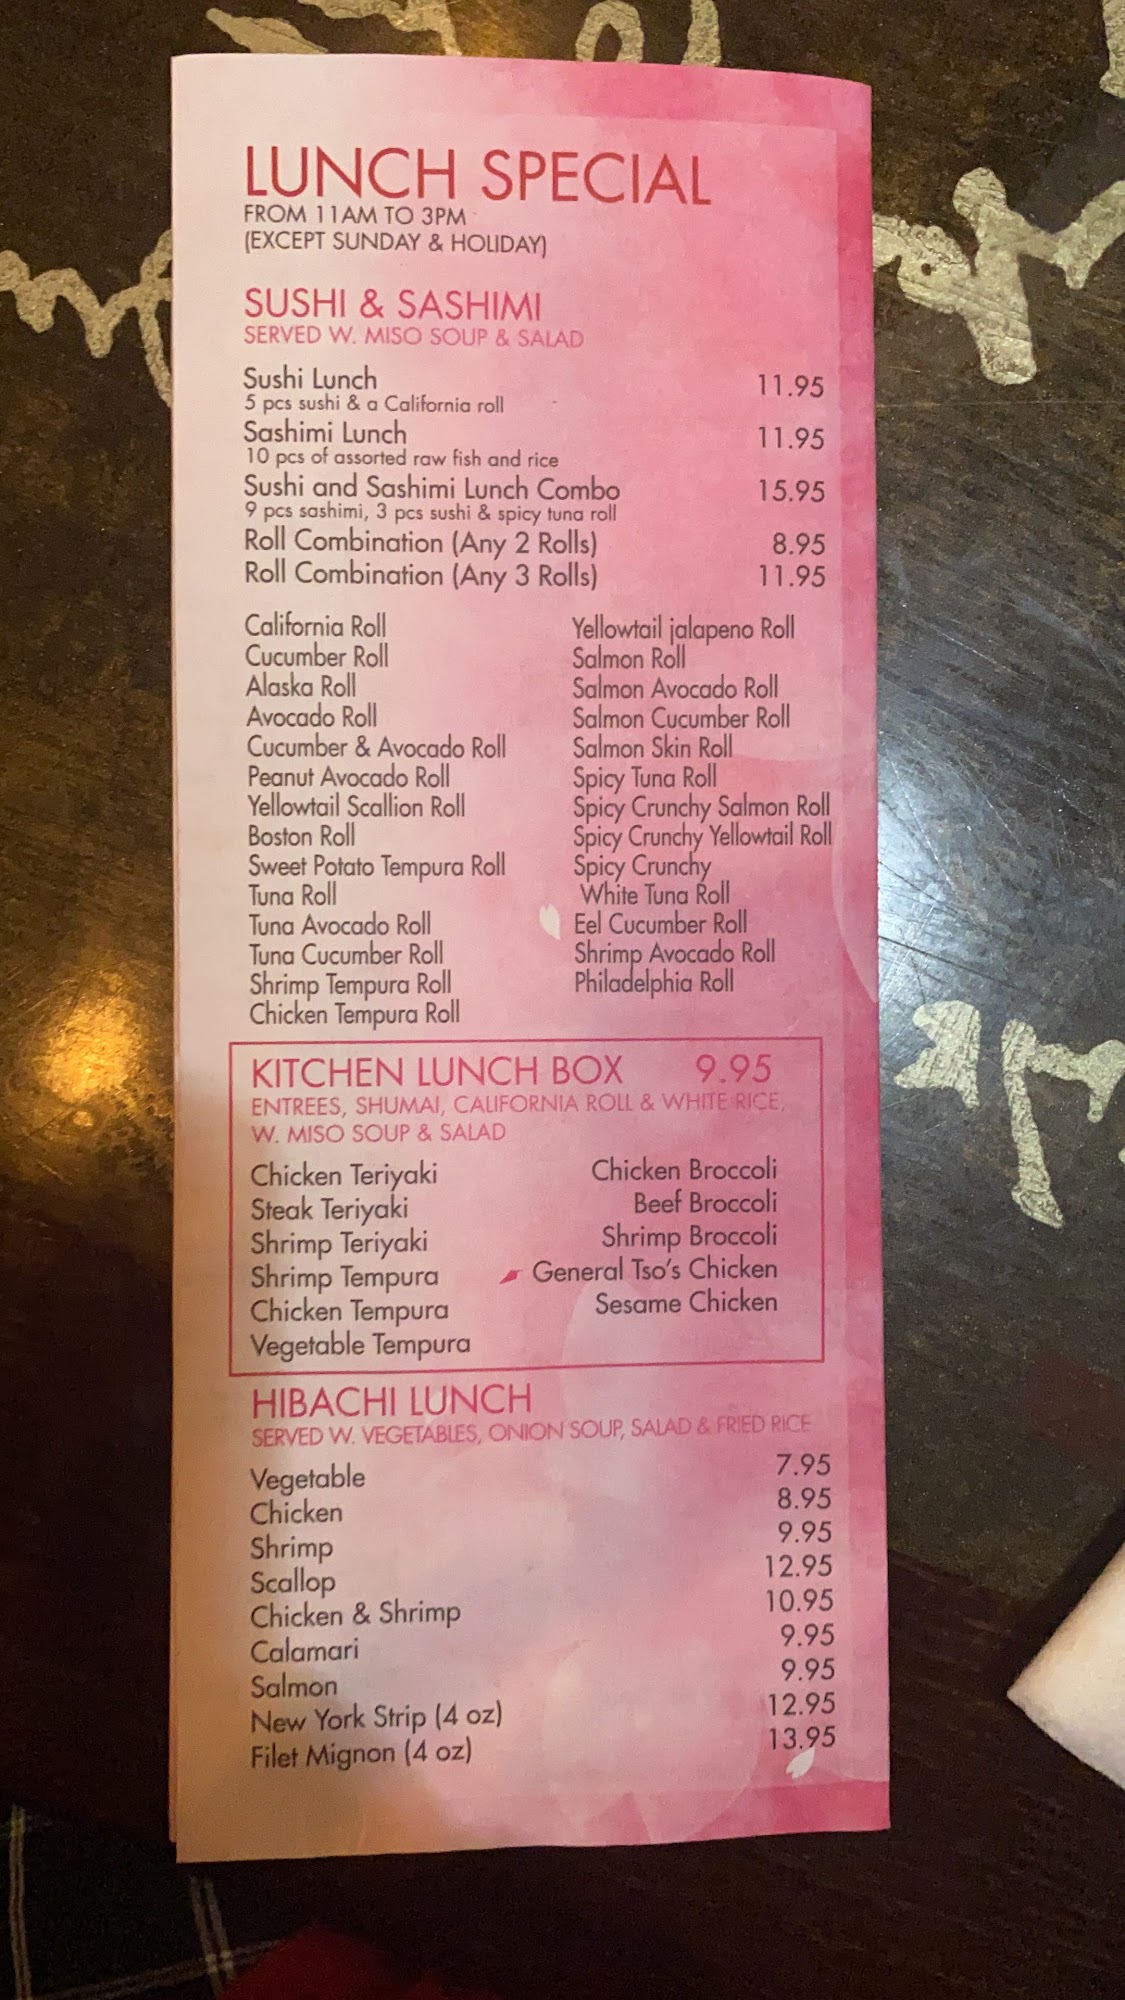 LUNCH SPECIAL
FROM 11AM TO 3PM
(EXCEPT SUNDAY & HOLIDAY)
SUSHI & SASHIMI
SERVED W. MISO SOUP & SALAD
Sushi Lunch 11.95
5 pcs sushi & a California roll
Sashimi Lunch 11.95
10 pcs of assorted raw fish and rice
Sushi and Sashimi Lunch Combo 15.95
9 pcs sashimi, 3 pcs sushi & spicy tuna roll
Roll Combination (Any 2 Rolls) 8.95
Roll Combination (Any 3 Rolls) 11.95
California Roll
Cucumber Roll
Alaska Roll
Avocado Roll
Cucumber & Avocado Roll
Peanut Avocado Roll
Yellowtail Scallion Roll
Boston Roll
Sweet Potato Tempura Roll
Tuna Roll
Tuna Avocado Roll
Tuna Cucumber Roll
Shrimp Tempura Roll
Chicken Tempura Roll
Yellowtail jalapeno Roll
Salmon Roll
Salmon Avocado Roll
Salmon Cucumber Roll
Salmon Skin Roll
Spicy Tuna Roll
Spicy Crunchy Salmon Roll
Spicy Crunchy Yellowtail Roll
Spicy Crunchy
White Tuna Roll
Eel Cucumber Roll
Shrimp Avocado Roll
Philadelphia Roll
KITCHEN LUNCH BOX 9.95
ENTREES, SHUMAI, CALIFORNIA ROLL & WHITE RICE,
W. MISO SOUP & SALAD
Chicken Teriyaki
Steak Teriyaki
Shrimp Teriyaki
Shrimp Tempura
Chicken Tempura
Vegetable Tempura
Chicken Broccoli
Beef Broccoli
Shrimp Broccoli
General Tso's Chicken
Sesame Chicken
HIBACHI LUNCH
SERVED W. VEGETABLES, ONION SOUP, SALAD & FRIED RICE
Vegetable 7.95
Chicken 8.95
Shrimp 9.95
Scallop 12.95
Chicken & Shrimp 10.95
Calamari 9.95
Salmon 9.95
New York Strip (4 oz) 12.95
Filet Mignon (4 oz) 13.95